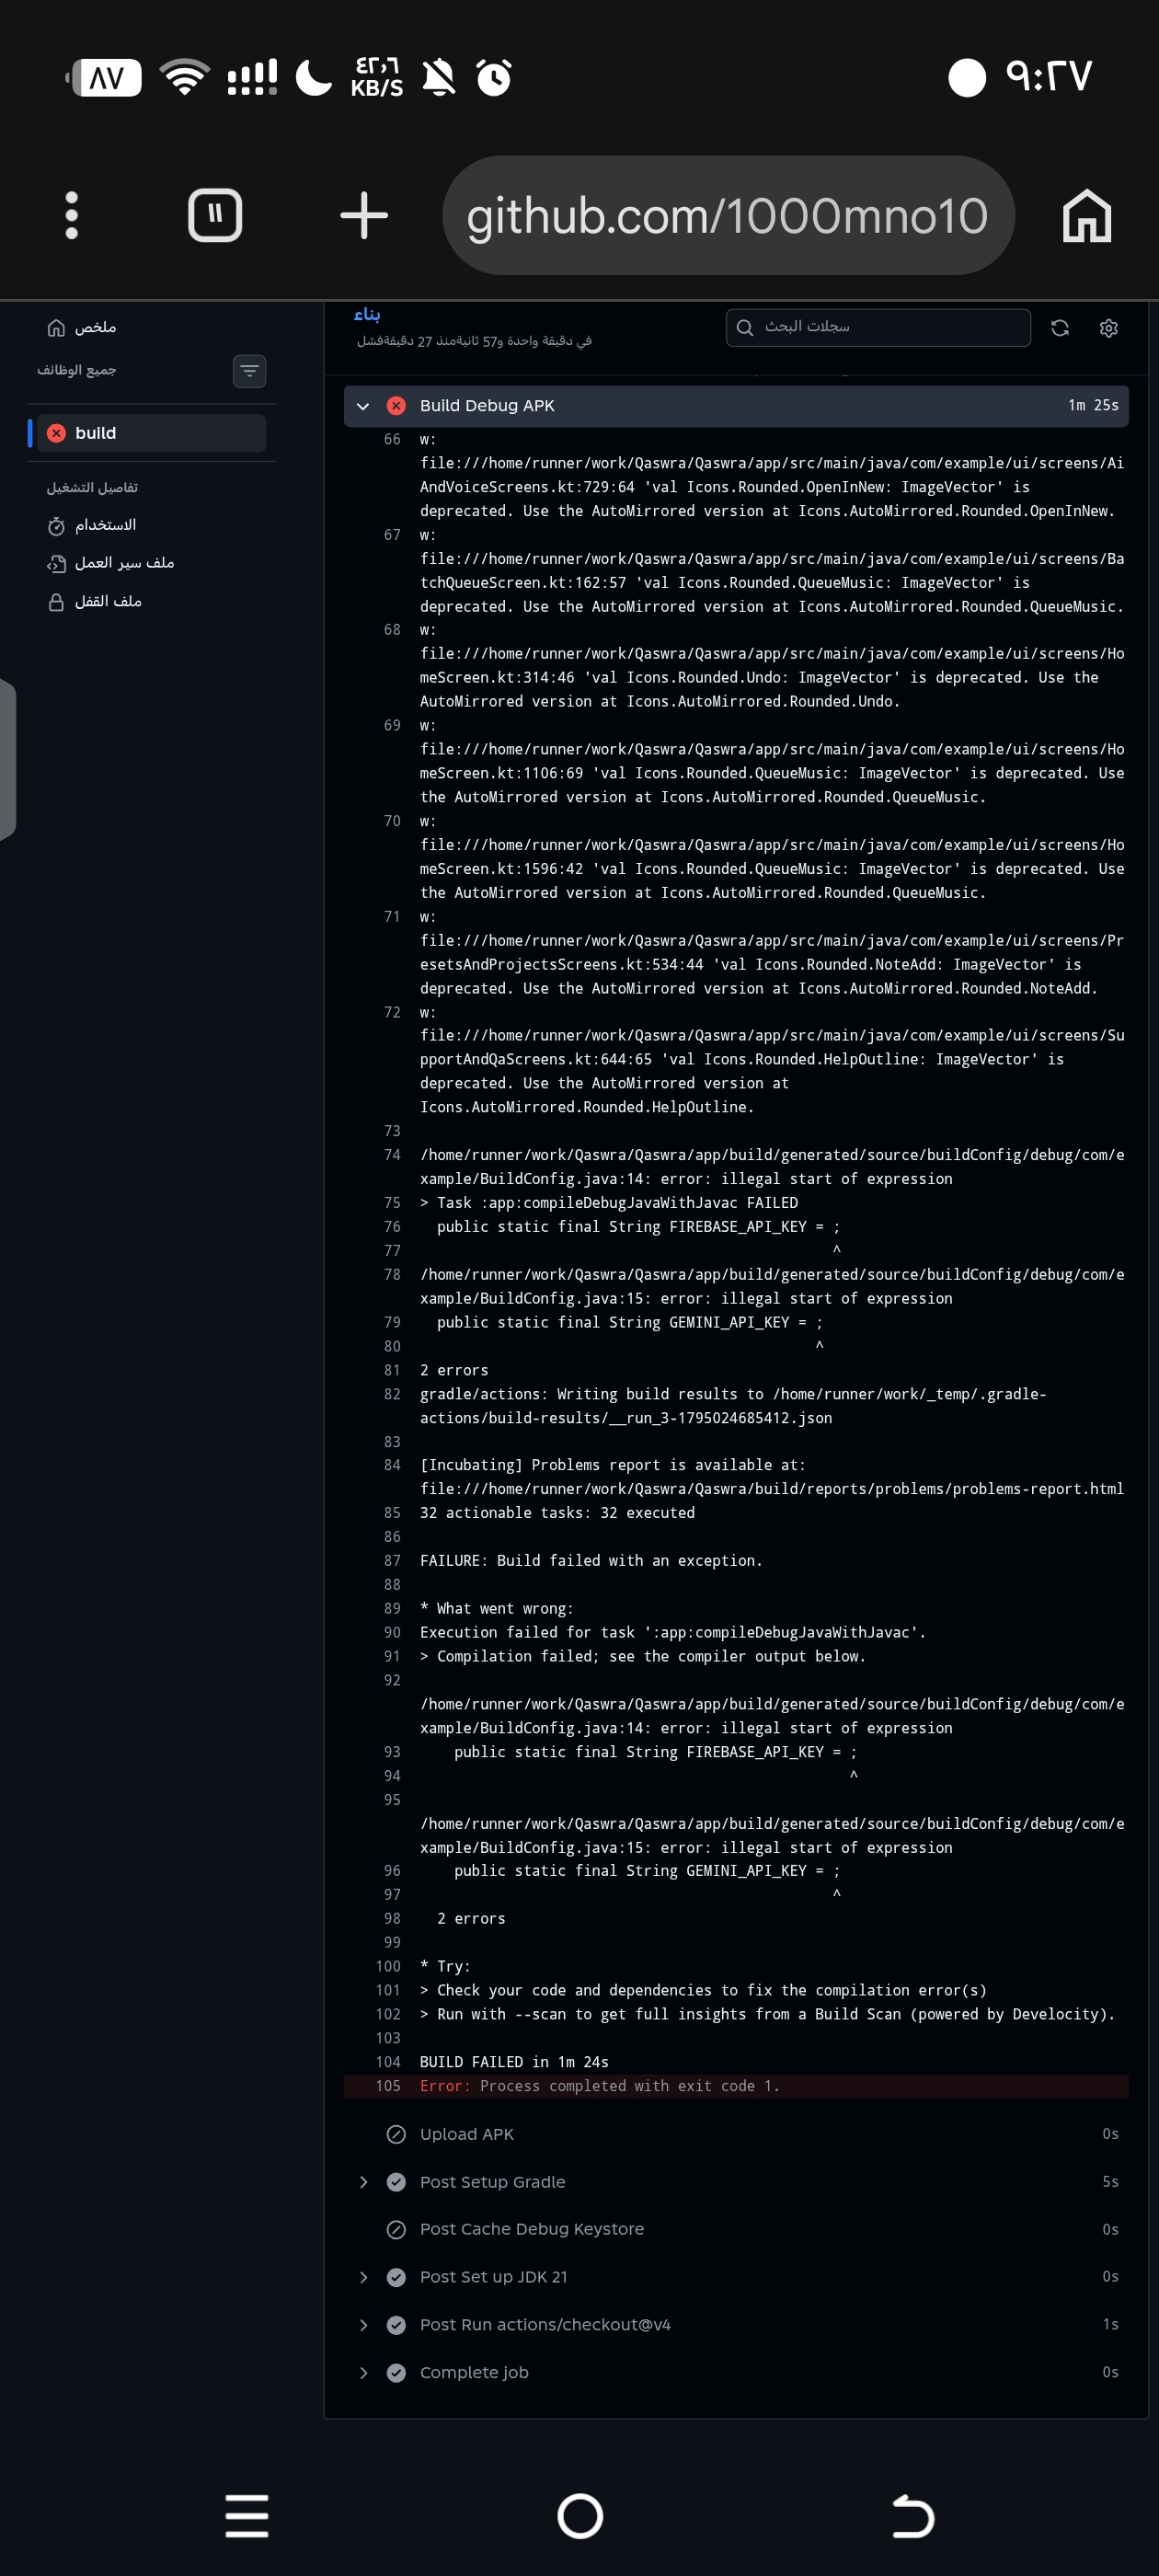 ٨٧
٤٢,٦ KB/S
٩:٢٧
github.com/1000mno10
ملخص
جميع الوظائف
build
تفاصيل التشغيل
الاستخدام
ملف سير العمل
ملف القفل
بناء
في دقيقة واحدة و57 ثانيةمنذ 27 دقيقةفشل
سجلات البحث
Build Debug APK 1m 25s
66 w:
file:///home/runner/work/Qaswra/Qaswra/app/src/main/java/com/example/ui/screens/Ai
AndVoiceScreens.kt:729:64 'val Icons.Rounded.OpenInNew: ImageVector' is
deprecated. Use the AutoMirrored version at Icons.AutoMirrored.Rounded.OpenInNew.
67 w:
file:///home/runner/work/Qaswra/Qaswra/app/src/main/java/com/example/ui/screens/Ba
tchQueueScreen.kt:162:57 'val Icons.Rounded.QueueMusic: ImageVector' is
deprecated. Use the AutoMirrored version at Icons.AutoMirrored.Rounded.QueueMusic.
68 w:
file:///home/runner/work/Qaswra/Qaswra/app/src/main/java/com/example/ui/screens/Ho
meScreen.kt:314:46 'val Icons.Rounded.Undo: ImageVector' is deprecated. Use the
AutoMirrored version at Icons.AutoMirrored.Rounded.Undo.
69 w:
file:///home/runner/work/Qaswra/Qaswra/app/src/main/java/com/example/ui/screens/Ho
meScreen.kt:1106:69 'val Icons.Rounded.QueueMusic: ImageVector' is deprecated. Use
the AutoMirrored version at Icons.AutoMirrored.Rounded.QueueMusic.
70 w:
file:///home/runner/work/Qaswra/Qaswra/app/src/main/java/com/example/ui/screens/Ho
meScreen.kt:1596:42 'val Icons.Rounded.QueueMusic: ImageVector' is deprecated. Use
the AutoMirrored version at Icons.AutoMirrored.Rounded.QueueMusic.
71 w:
file:///home/runner/work/Qaswra/Qaswra/app/src/main/java/com/example/ui/screens/Pr
esetsAndProjectsScreens.kt:534:44 'val Icons.Rounded.NoteAdd: ImageVector' is
deprecated. Use the AutoMirrored version at Icons.AutoMirrored.Rounded.NoteAdd.
72 w:
file:///home/runner/work/Qaswra/Qaswra/app/src/main/java/com/example/ui/screens/Su
pportAndQaScreens.kt:644:65 'val Icons.Rounded.HelpOutline: ImageVector' is
deprecated. Use the AutoMirrored version at
Icons.AutoMirrored.Rounded.HelpOutline.
73
74 /home/runner/work/Qaswra/Qaswra/app/build/generated/source/buildConfig/debug/com/e
xample/BuildConfig.java:14: error: illegal start of expression
75 > Task :app:compileDebugJavaWithJavac FAILED
76 public static final String FIREBASE_API_KEY = ;
77 ^
78 /home/runner/work/Qaswra/Qaswra/app/build/generated/source/buildConfig/debug/com/e
xample/BuildConfig.java:15: error: illegal start of expression
79 public static final String GEMINI_API_KEY = ;
80 ^
81 2 errors
82 gradle/actions: Writing build results to /home/runner/work/_temp/.gradle-
actions/build-results/__run_3-1795024685412.json
83
84 [Incubating] Problems report is available at:
file:///home/runner/work/Qaswra/Qaswra/build/reports/problems/problems-report.html
85 32 actionable tasks: 32 executed
86
87 FAILURE: Build failed with an exception.
88
89 * What went wrong:
90 Execution failed for task ':app:compileDebugJavaWithJavac'.
91 > Compilation failed; see the compiler output below.
92
/home/runner/work/Qaswra/Qaswra/app/build/generated/source/buildConfig/debug/com/e
xample/BuildConfig.java:14: error: illegal start of expression
93 public static final String FIREBASE_API_KEY = ;
94 ^
95
/home/runner/work/Qaswra/Qaswra/app/build/generated/source/buildConfig/debug/com/e
xample/BuildConfig.java:15: error: illegal start of expression
96 public static final String GEMINI_API_KEY = ;
97 ^
98 2 errors
99
100 * Try:
101 > Check your code and dependencies to fix the compilation error(s)
102 > Run with --scan to get full insights from a Build Scan (powered by Develocity).
103
104 BUILD FAILED in 1m 24s
105 Error: Process completed with exit code 1.
Upload APK 0s
Post Setup Gradle 5s
Post Cache Debug Keystore 0s
Post Set up JDK 21 0s
Post Run actions/checkout@v4 1s
Complete job 0s